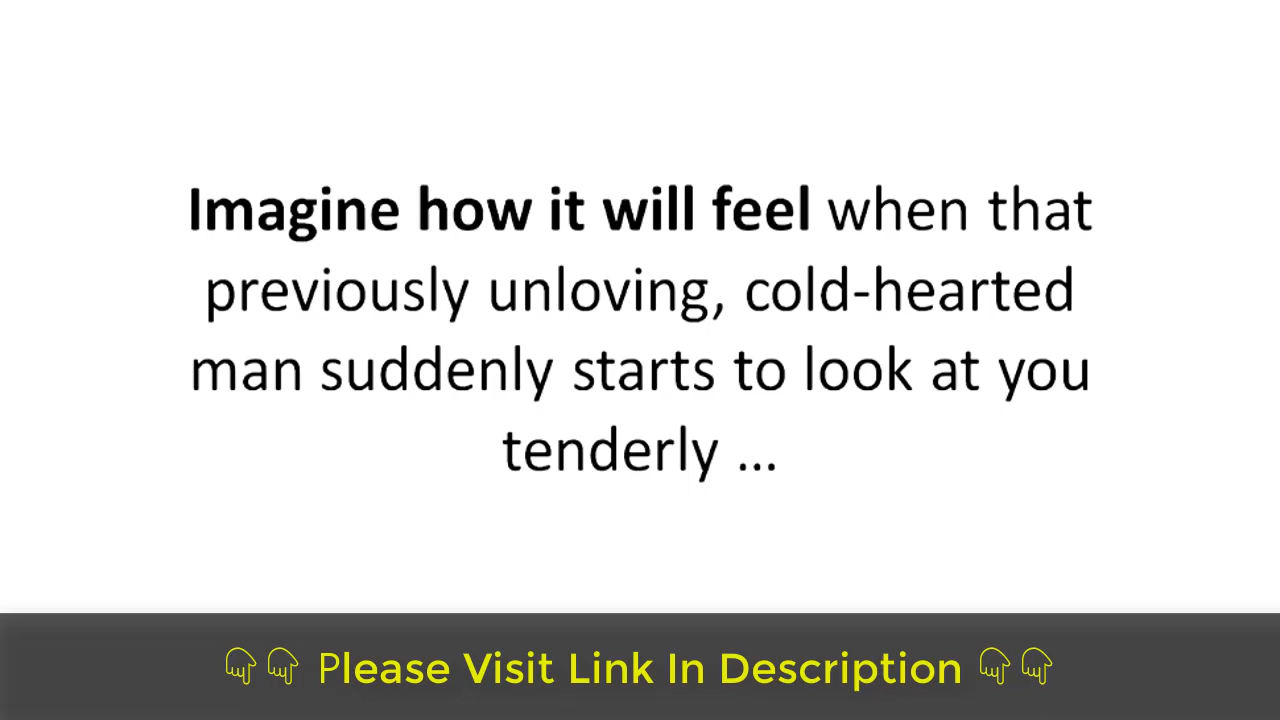 Imagine how it will feel when that
previously unloving, cold-hearted
man suddenly starts to look at you
tenderly ...
Please Visit Link In Description